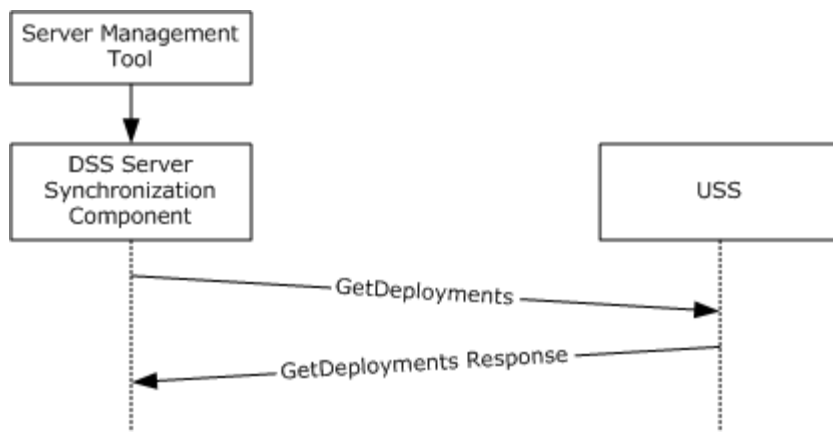 Server Management
Tool
DSS Server
Synchronization
Component
USS
GetDeployments
GetDeployments Response